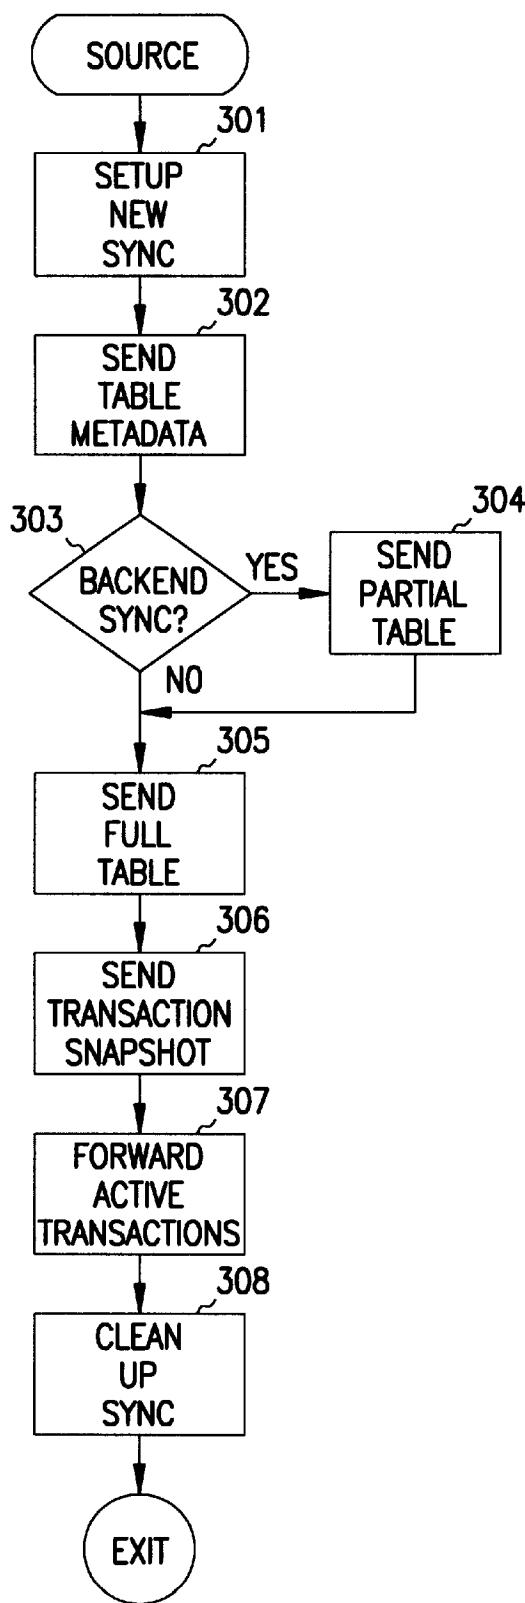 SOURCE
301
SETUP
NEW
SYNC
302
SEND
TABLE
METADATA
303
BACKEND
SYNC?
YES
304
SEND
PARTIAL
TABLE
NO
305
SEND
FULL
TABLE
306
SEND
TRANSACTION
SNAPSHOT
307
FORWARD
ACTIVE
TRANSACTIONS
308
CLEAN
UP
SYNC
EXIT